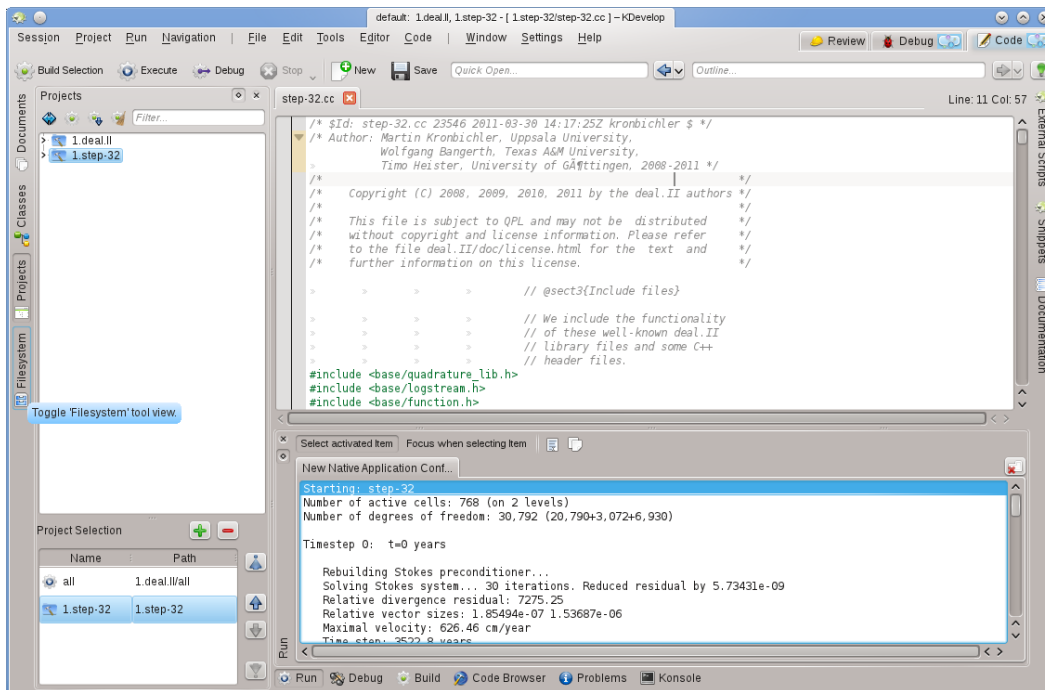 default: 1.deal.II, 1.step-32 - [ 1.step-32/step-32.cc ] – KDevelop
Session Project Run Navigation | File Edit Tools Editor Code | Window Settings Help
Review Debug Code
Build Selection Execute Debug Stop New Save Quick Open... Outline...
Projects
Filter...
1.deal.II
1.step-32
Documents
Classes
Projects
Filesystem
Toggle 'Filesystem' tool view.
Project Selection
Name Path
all 1.deal.II/all
1.step-32 1.step-32
step-32.cc
Line: 11 Col: 57
/* $Id: step-32.cc 23546 2011-03-30 14:17:25Z kronbichler $ */
/* Author: Martin Kronbichler, Uppsala University,
Wolfgang Bangerth, Texas A&M University,
Timo Heister, University of GÃ¶ttingen, 2008-2011 */
/* */
/* Copyright (C) 2008, 2009, 2010, 2011 by the deal.II authors */
/* */
/* This file is subject to QPL and may not be distributed */
/* without copyright and license information. Please refer */
/* to the file deal.II/doc/license.html for the text and */
/* further information on this license. */
// @sect3{Include files}
// We include the functionality
// of these well-known deal.II
// library files and some C++
// header files.
#include <base/quadrature_lib.h>
#include <base/logstream.h>
#include <base/function.h>
External Scripts
Snippets
Documentation
Select activated Item Focus when selecting Item
New Native Application Conf...
Starting: step-32
Number of active cells: 768 (on 2 levels)
Number of degrees of freedom: 30,792 (20,790+3,072+6,930)
Timestep 0: t=0 years
Rebuilding Stokes preconditioner...
Solving Stokes system... 30 iterations. Reduced residual by 5.73431e-09
Relative divergence residual: 7275.25
Relative vector sizes: 1.85494e-07 1.53687e-06
Maximal velocity: 626.46 cm/year
Time step: 3522.8 years
Run
Run Debug Build Code Browser Problems Konsole